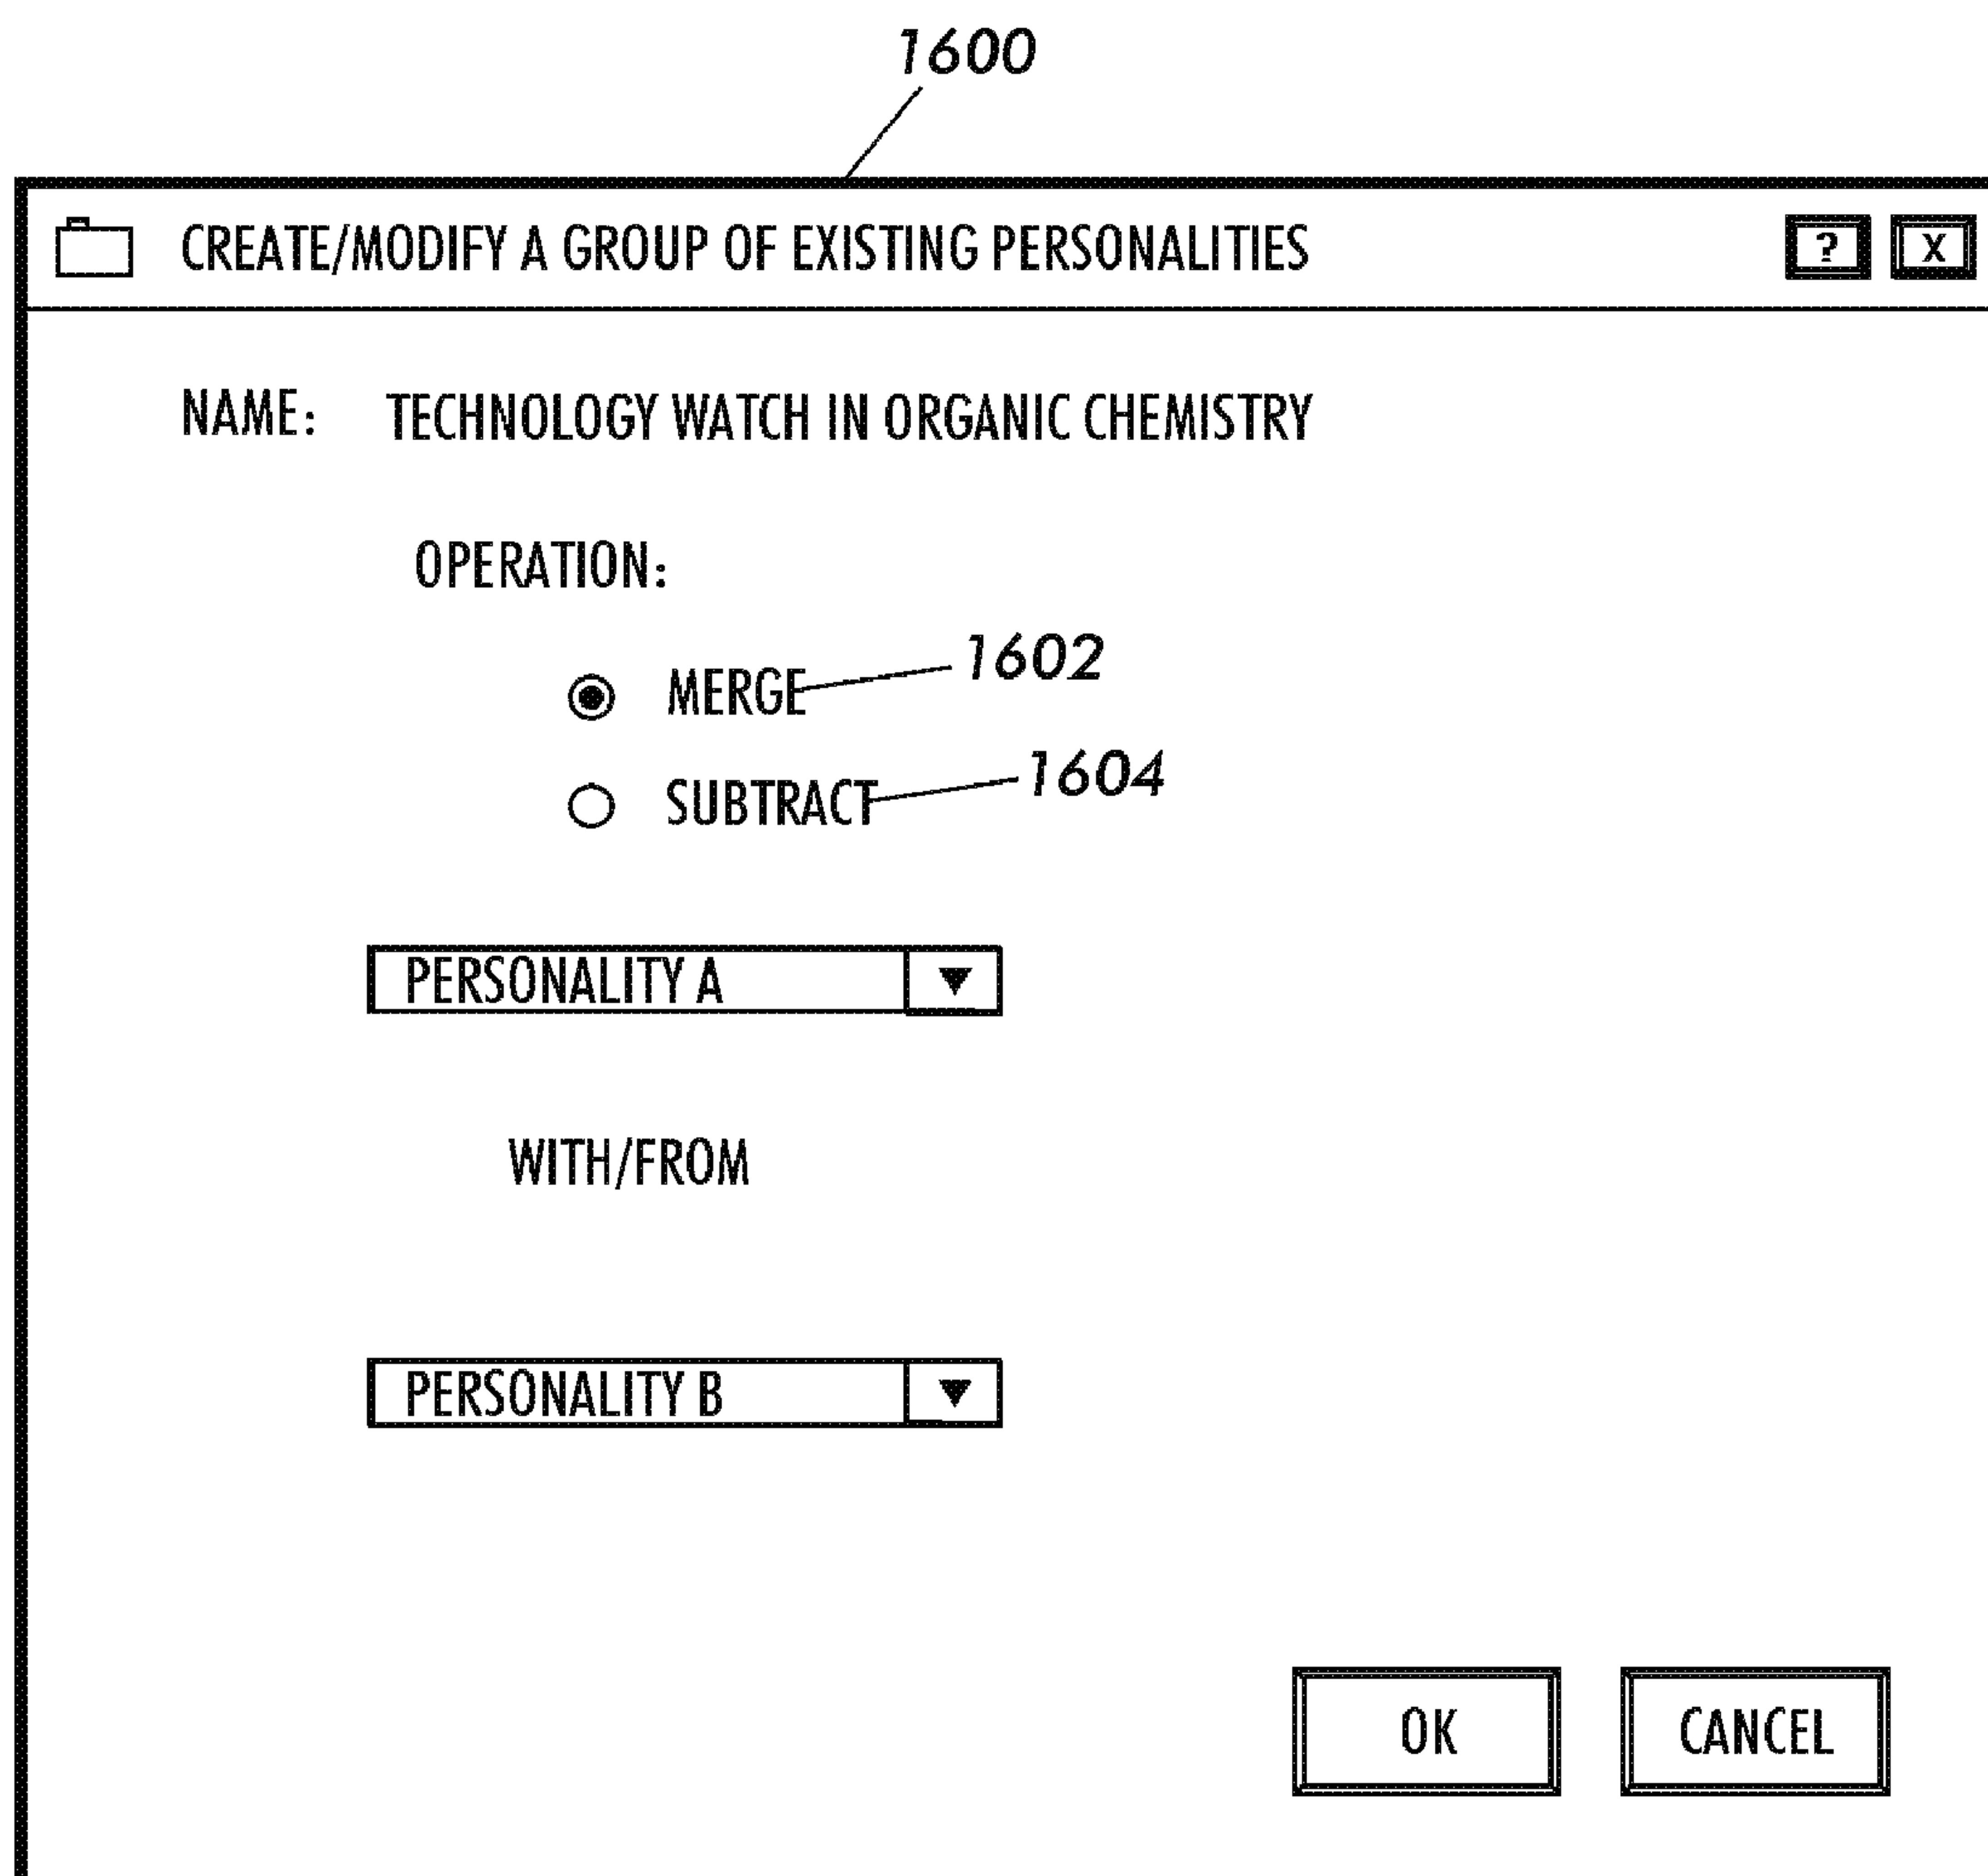 1600
CREATE/MODIFY A GROUP OF EXISTING PERSONALITIES ? X
NAME: TECHNOLOGY WATCH IN ORGANIC CHEMISTRY
OPERATION:
MERGE 1602
SUBTRACT 1604
PERSONALITY A
WITH/FROM
PERSONALITY B
OK CANCEL